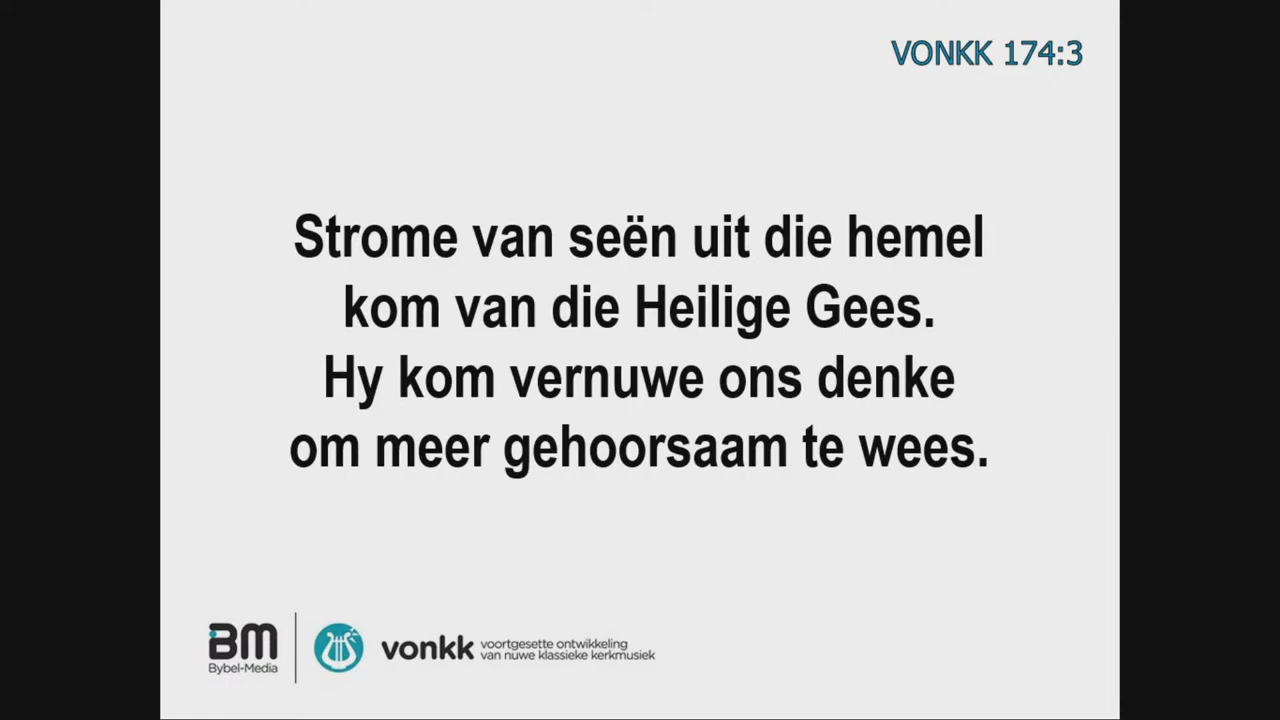 VONKK 174:3
Strome van seën uit die hemel
kom van die Heilige Gees.
Hy kom vernuwe ons denke
om meer gehoorsaam te wees.
BM
Bybel-Media
vonkk
voortgesette ontwikkeling
van nuwe klassieke kerkmusiek